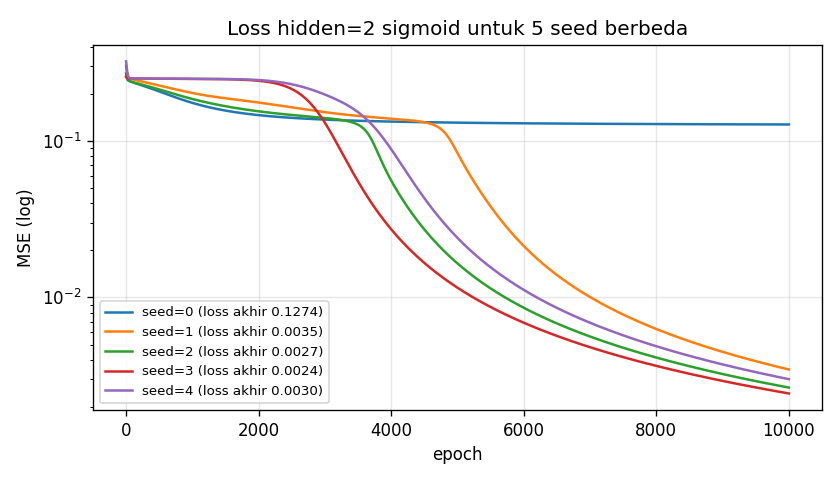 Loss hidden=2 sigmoid untuk 5 seed berbeda
MSE (log)
10⁻¹
10⁻²
seed=0 (loss akhir 0.1274)
seed=1 (loss akhir 0.0035)
seed=2 (loss akhir 0.0027)
seed=3 (loss akhir 0.0024)
seed=4 (loss akhir 0.0030)
0 2000 4000 6000 8000 10000
epoch